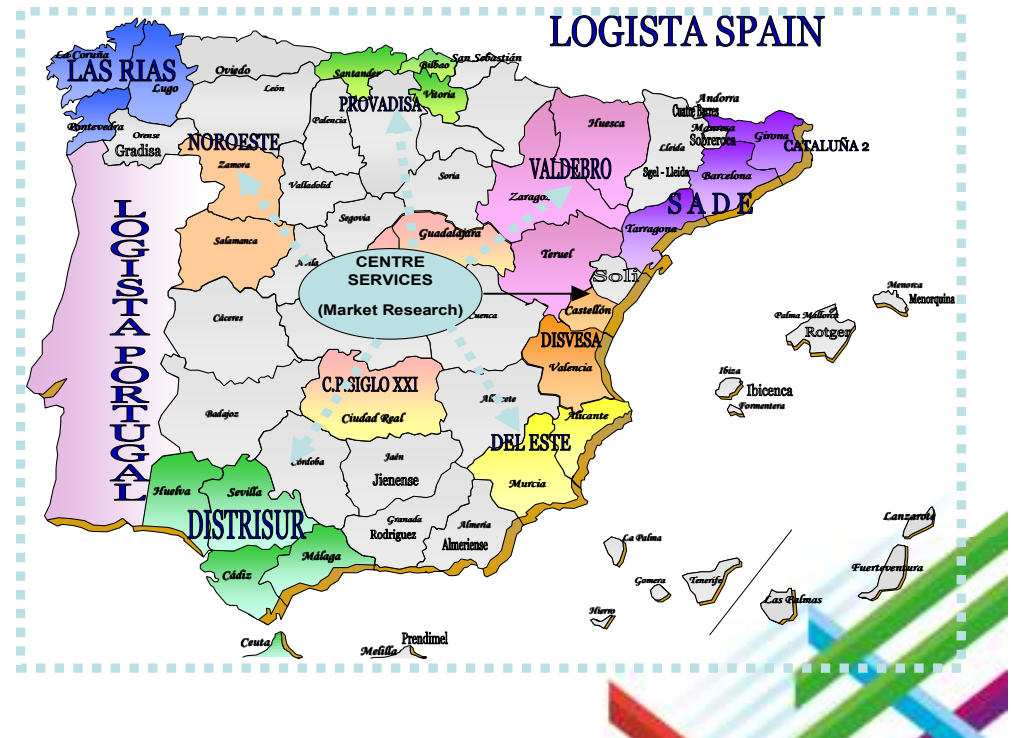 LOGISTA SPAIN
La Coruña
LAS RIAS
Lugo
Pontevedra
Orense
Gradisa
Oviedo
León
Santander
Bilbao
San Sebastián
Vitoria
PROVADISA
Palencia
NOROESTE
Zamora
Valladolid
Soria
Segovia
Salamanca
Huesca
VALDEBRO
Teruel
Andorra
Cuatre Barres
Manresa
Sobreroca
Lleida
Sgel - Lleida
Girona
CATALUÑA 2
Barcelona
SADE
Tarragona
Guadalajara
CENTRE
SERVICES
(Market Research)
Soli
Castellón
DISVESA
Valencia
Menorca
Menorquina
Palma Mallorca
Rotger
Ibiza
Ibicenca
Formentera
LOGISTA PORTUGAL
Cáceres
Badajoz
C.P.SIGLO XXI
Ciudad Real
Alicante
DEL ESTE
Murcia
Huelva
Sevilla
DISTRISUR
Cádiz
Málaga
Jaén
Jienense
Granada
Rodriguez
Almería
Almeriense
Ceuta
Melilla
Prendimel
La Palma
Gomera
Hierro
Tenerife
Las Palmas
Lanzarote
Fuerteventura